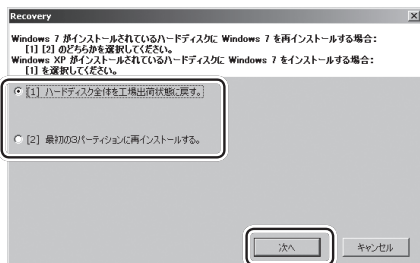 Recovery
Windows 7 がインストールされているハードディスクに Windows 7 を再インストールする場合：
[1] [2] のどちらかを選択してください。
Windows XP がインストールされているハードディスクに Windows 7 をインストールする場合：
[1] を選択してください。
[1] ハードディスク全体を工場出荷状態に戻す。
[2] 最初の3パーティションに再インストールする。
次へ
キャンセル